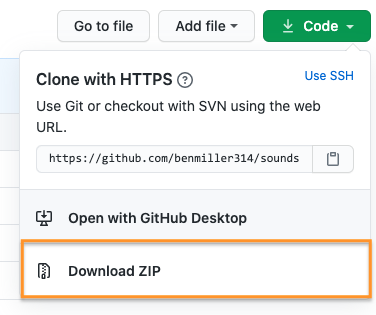 Go to file Add file Code
Clone with HTTPS ? Use SSH
Use Git or checkout with SVN using the web
URL.
https://github.com/benmiller314/sounds
Open with GitHub Desktop
Download ZIP